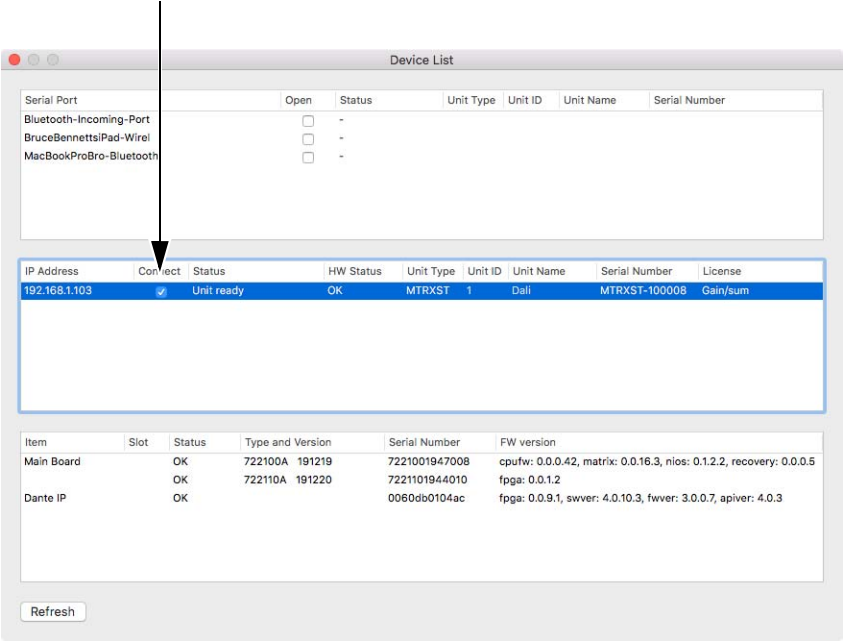 Device List
Serial Port Open Status Unit Type Unit ID Unit Name Serial Number
Bluetooth-Incoming-Port -
BruceBennettsiPad-Wirel -
MacBookProBro-Bluetooth -
IP Address Connect Status HW Status Unit Type Unit ID Unit Name Serial Number License
192.168.1.103 Unit ready OK MTRXST 1 Dali MTRXST-100008 Gain/sum
Item Slot Status Type and Version Serial Number FW version
Main Board OK 722100A 191219 7221001947008 cpufw: 0.0.0.42, matrix: 0.0.16.3, nios: 0.1.2.2, recovery: 0.0.0.5
OK 722110A 191220 7221101944010 fpga: 0.0.1.2
Dante IP OK 0060db0104ac fpga: 0.0.9.1, swver: 4.0.10.3, fwver: 3.0.0.7, apiver: 4.0.3
Refresh